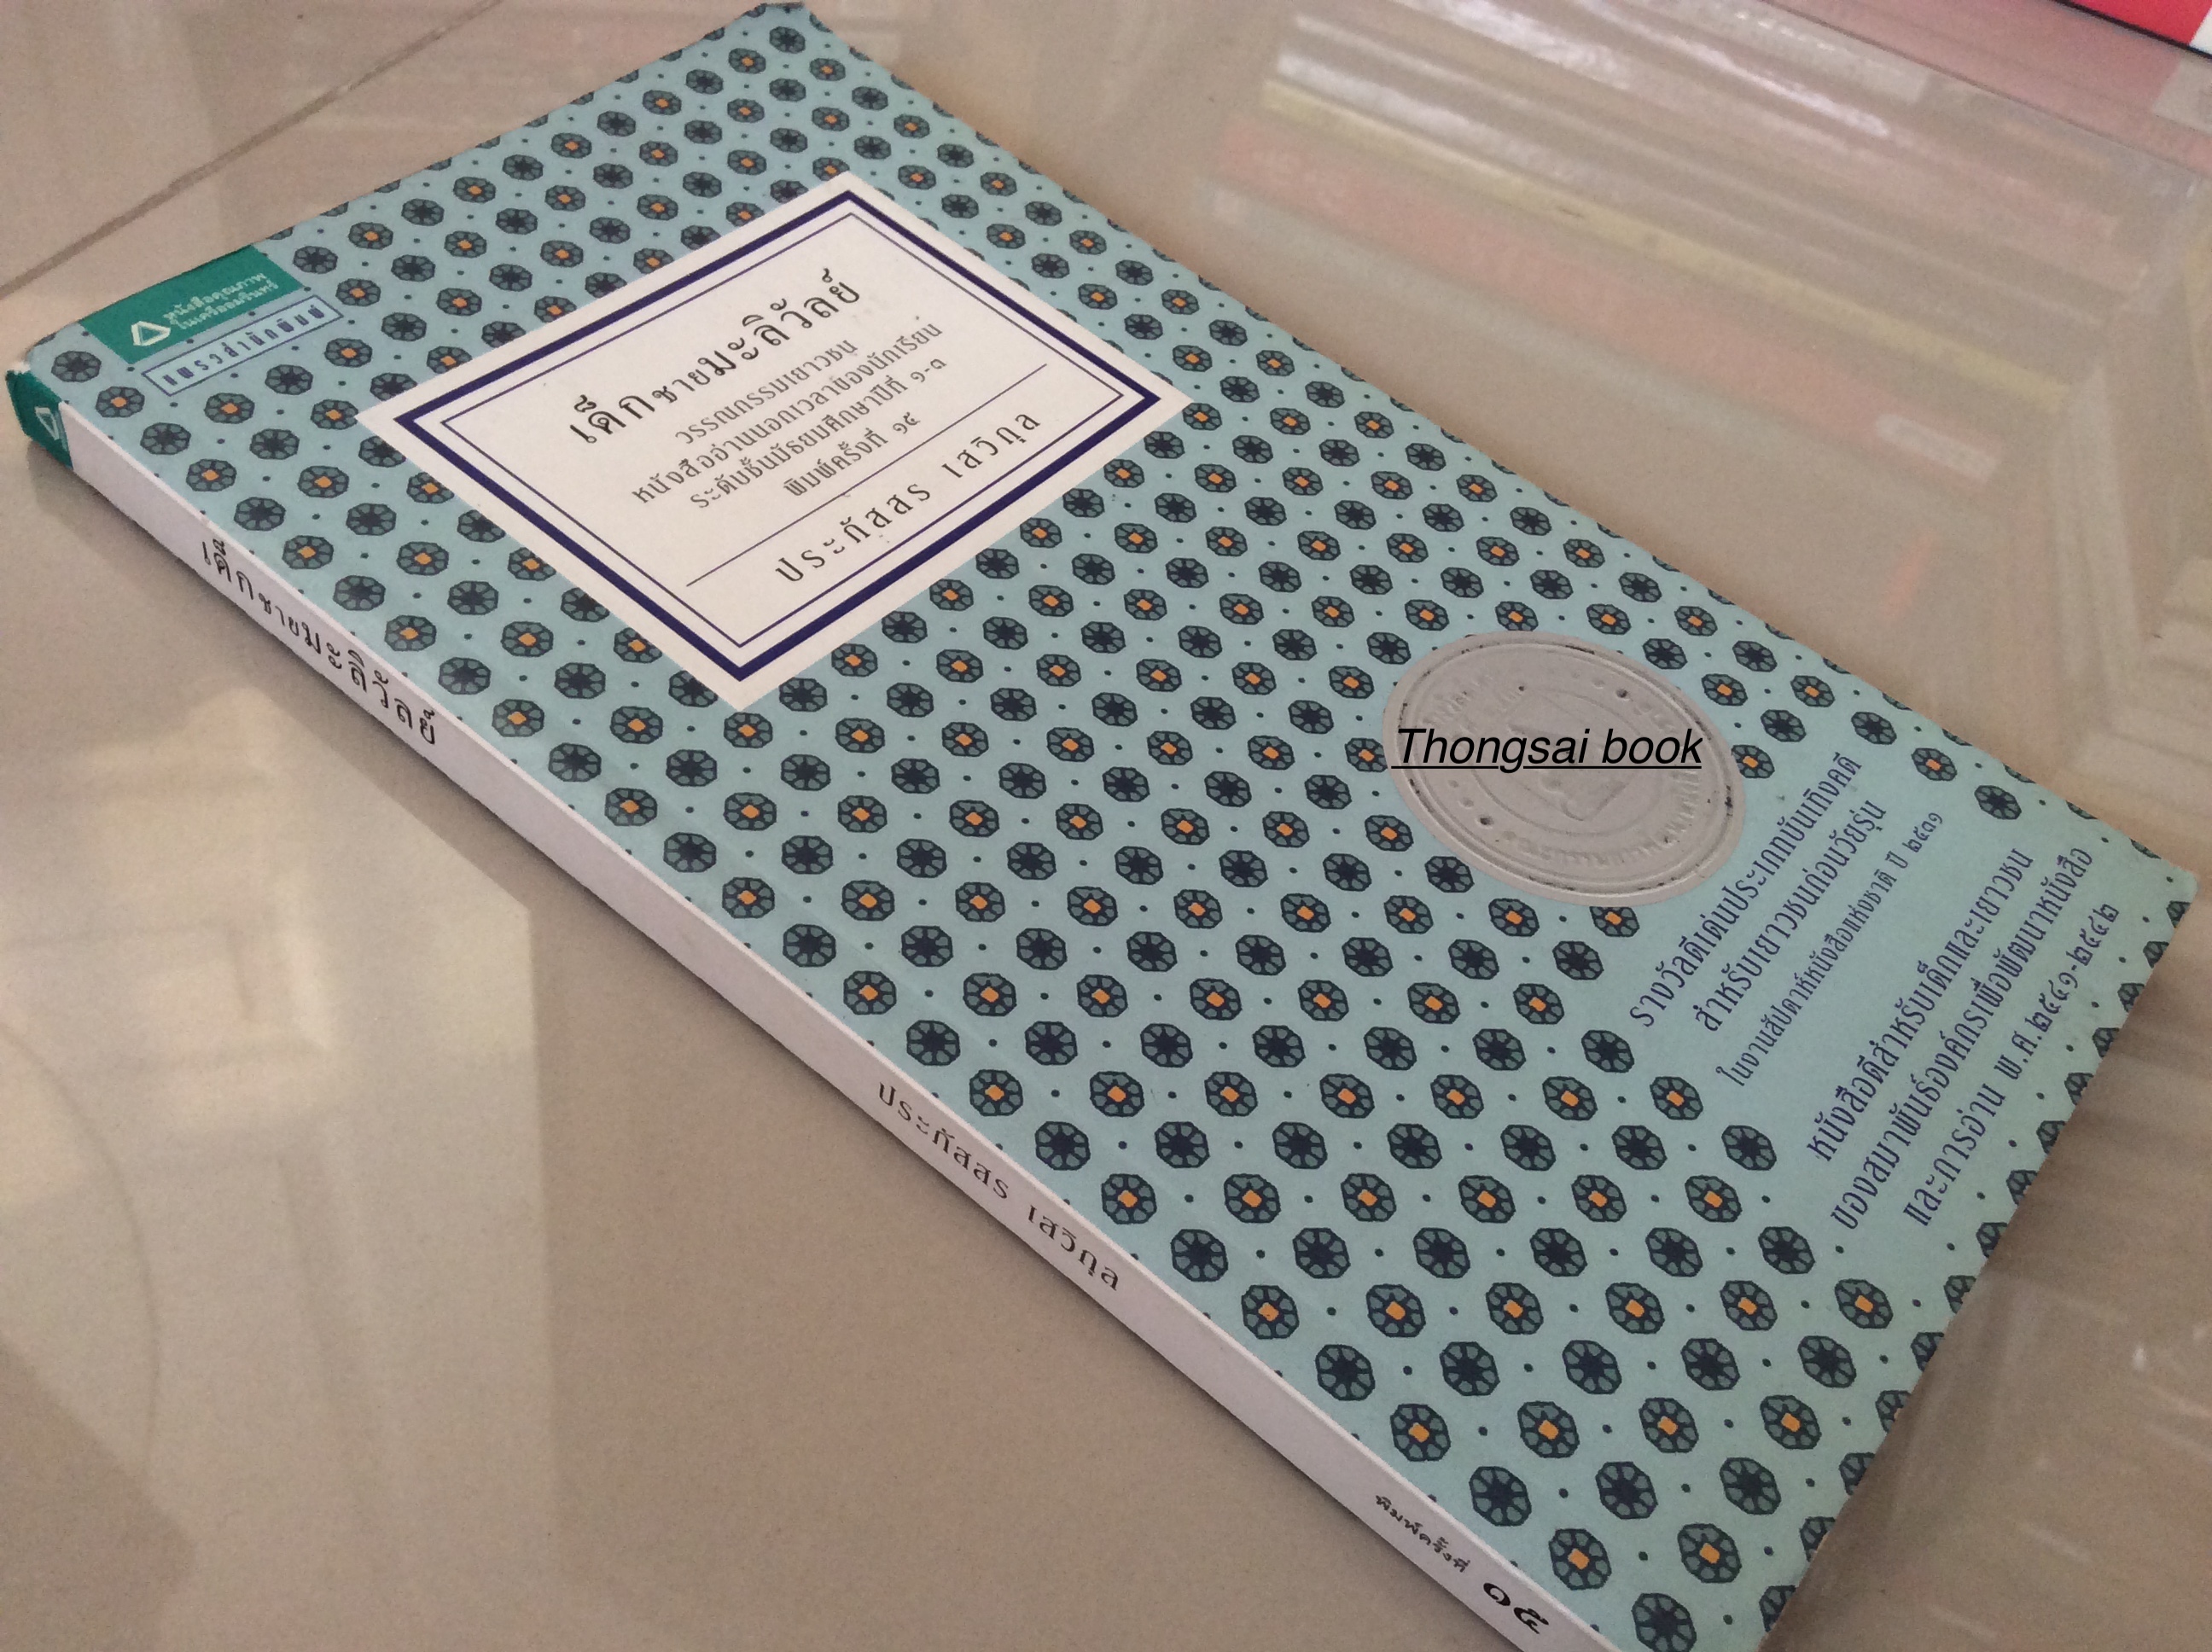 หนังสือคุณภาพ
ในเครืออมรินทร์
แพรวสำนักพิมพ์
เด็กชายมะลิวัลย์
วรรณกรรมเยาวชน
หนังสืออ่านนอกเวลาของนักเรียน
ระดับชั้นมัธยมศึกษาปีที่ ๑-๓
พิมพ์ครั้งที่ ๑๕
ประภัสสร เสวิกุล
Thongsai book
รางวัลดีเด่นประเภทบันเทิงคดี
สำหรับเยาวชนก่อนวัยรุ่น
ในงานสัปดาห์หนังสือแห่งชาติ ปี ๒๕๓๑
หนังสือดีสำหรับเด็กและเยาวชน
ของสมาพันธ์องค์กรเพื่อพัฒนาหนังสือ
และการอ่าน พ.ศ.๒๕๔๑-๒๕๔๒
เด็กชายมะลิวัลย์
ประภัสสร เสวิกุล
พิมพ์ครั้งที่ ๑๕